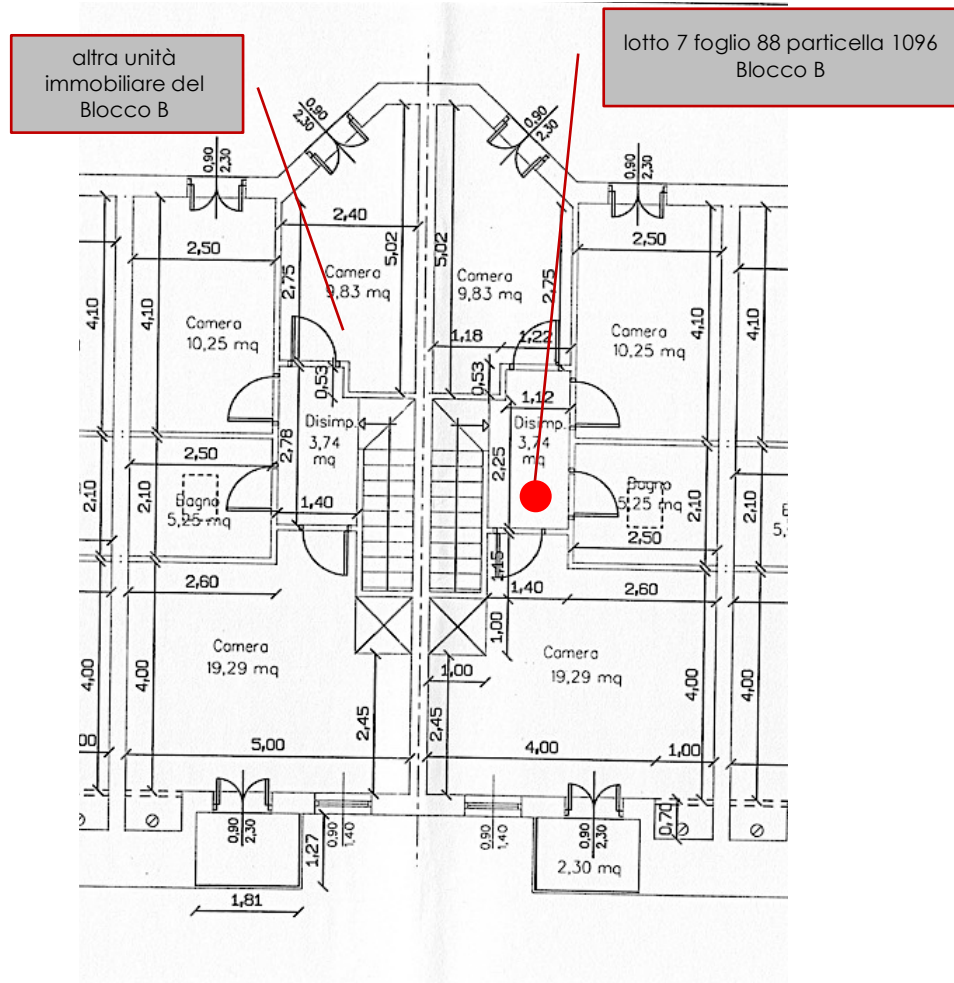 altra unità
immobiliare del
Blocco B
lotto 7 foglio 88 particella 1096
Blocco B
0,90
2,30
0,90
2,30
0,90
2,30
0,90
2,30
2,40
2,50
5,02
5,02
2,50
2,75
Camera
9,83 mq
Camera
9,83 mq
2,75
4,10
4,10
Camera
10,25 mq
1,18
1,22
Camera
10,25 mq
4,10
4,10
0,53
0,53
1,12
Disimp.
3,74
mq
Disimp.
3,74
mq
2,78
2,25
2,50
2,10
2,10
Bagno
5,25 mq
1,40
Bagno
5,25 mq
2,10
2,10
2,50
5,
1,15
2,60
1,40
2,60
1,00
Camera
19,29 mq
Camera
19,29 mq
4,00
4,00
1,00
4,00
4,00
2,45
2,45
00
5,00
4,00
1,00
0,90
2,30
0,90
1,40
0,90
1,40
0,90
2,30
0,70
1,27
2,30 mq
1,81